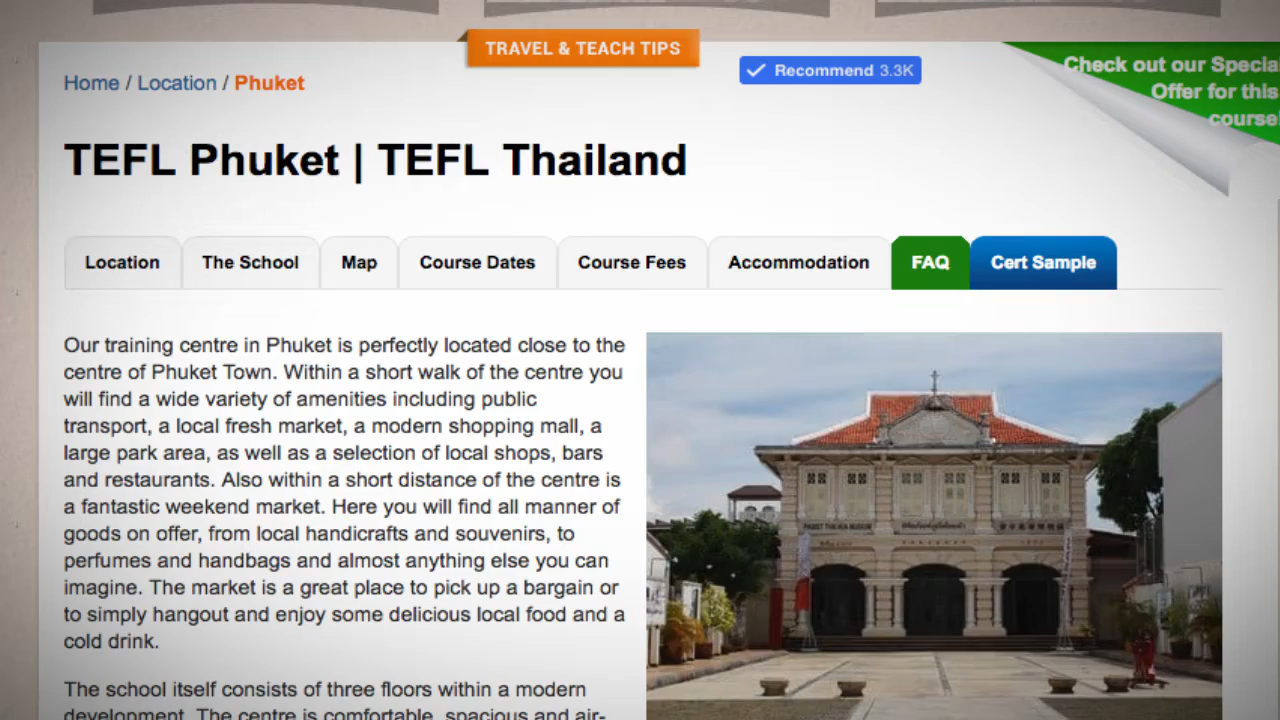 TRAVEL & TEACH TIPS
Home / Location / Phuket
Recommend 3.3K
Check out our Special
Offer for this
course!
TEFL Phuket | TEFL Thailand
Location
The School
Map
Course Dates
Course Fees
Accommodation
FAQ
Cert Sample
Our training centre in Phuket is perfectly located close to the
centre of Phuket Town. Within a short walk of the centre you
will find a wide variety of amenities including public
transport, a local fresh market, a modern shopping mall, a
large park area, as well as a selection of local shops, bars
and restaurants. Also within a short distance of the centre is
a fantastic weekend market. Here you will find all manner of
goods on offer, from local handicrafts and souvenirs, to
perfumes and handbags and almost anything else you can
imagine. The market is a great place to pick up a bargain or
to simply hangout and enjoy some delicious local food and a
cold drink.
The school itself consists of three floors within a modern
development. The centre is comfortable, spacious and air-
PHUKET THAI HUA MUSEUM